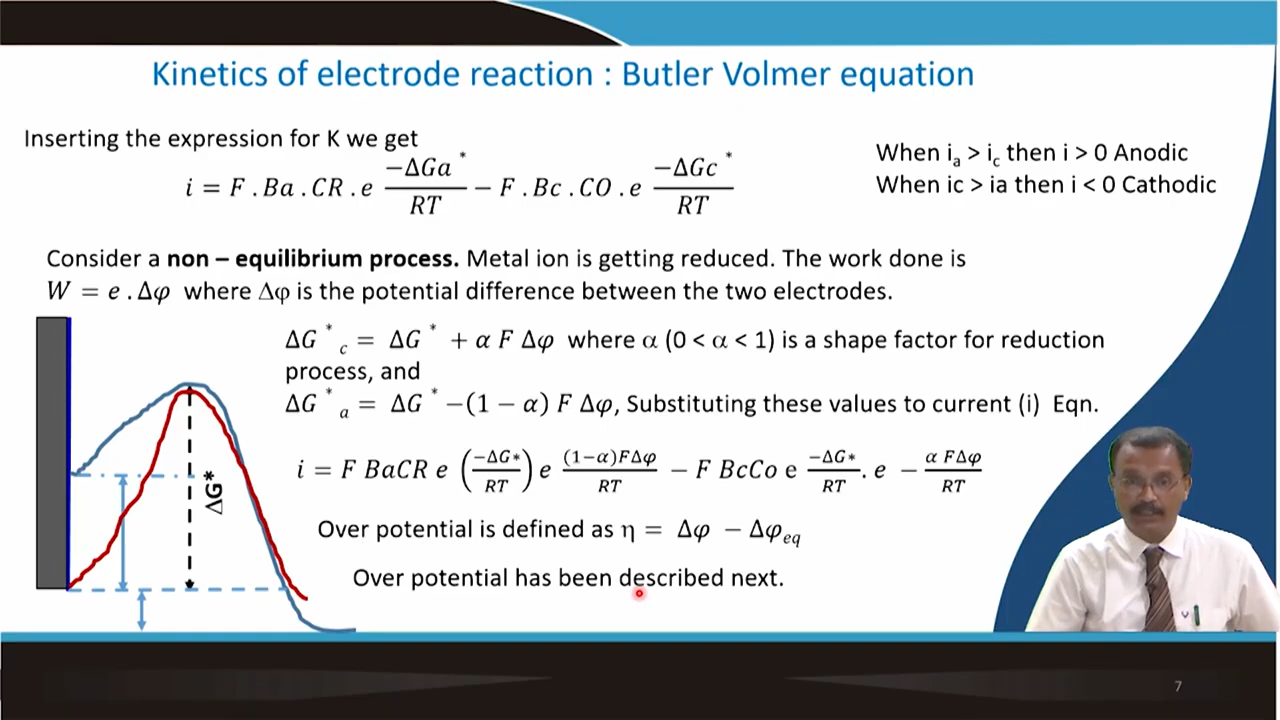 Kinetics of electrode reaction : Butler Volmer equation
Inserting the expression for K we get
i = F . Ba . CR . e −ΔGa* / RT − F . Bc . CO . e −ΔGc* / RT
When iₐ > i꜀ then i > 0 Anodic
When ic > ia then i < 0 Cathodic
Consider a non – equilibrium process. Metal ion is getting reduced. The work done is
W = e . Δφ where Δφ is the potential difference between the two electrodes.
ΔG*c = ΔG* + α F Δφ where α (0 < α < 1) is a shape factor for reduction
process, and
ΔG*a = ΔG* −(1 − α) F Δφ, Substituting these values to current (i) Eqn.
i = F BaCR e (−ΔG* / RT) e (1−α)FΔφ / RT − F BcCo e −ΔG* / RT . e − α FΔφ / RT
Over potential is defined as η = Δφ − Δφeq
Over potential has been described next.
ΔG*
7